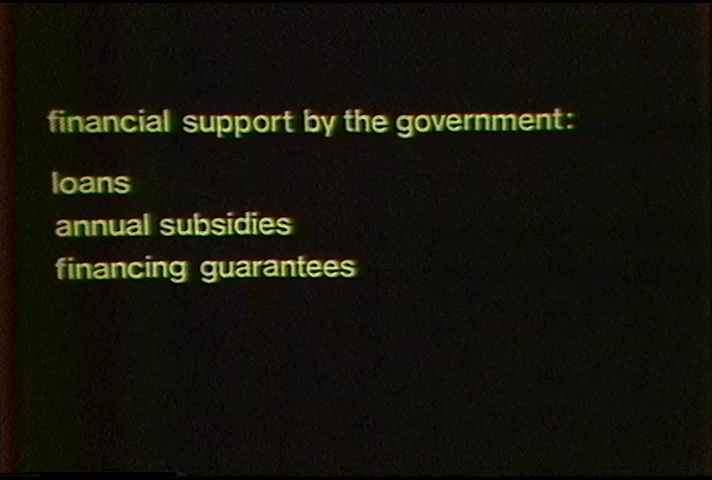 financial support by the government:
loans
annual subsidies
financing guarantees